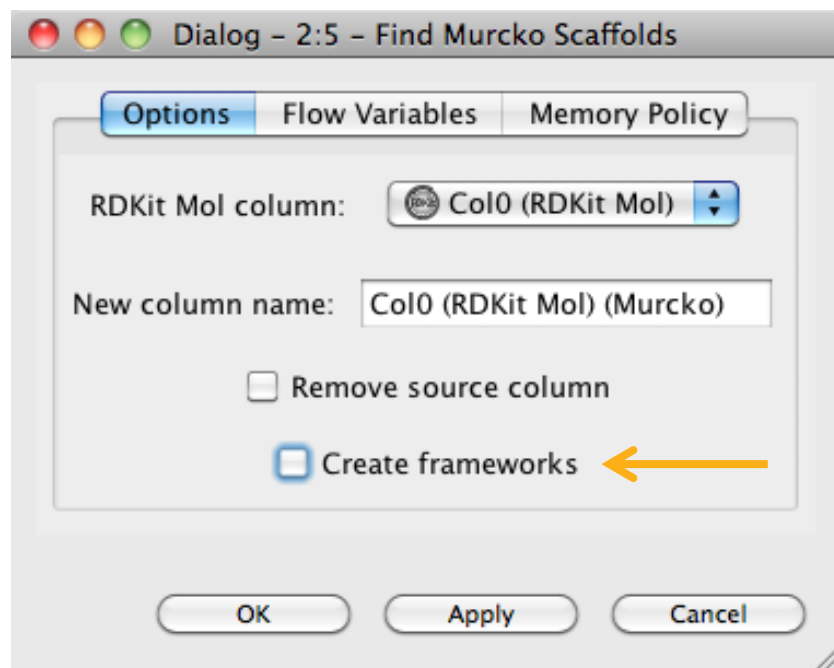 Dialog – 2:5 – Find Murcko Scaffolds
Options Flow Variables Memory Policy
RDKit Mol column: Col0 (RDKit Mol)
New column name: Col0 (RDKit Mol) (Murcko)
Remove source column
Create frameworks
OK Apply Cancel